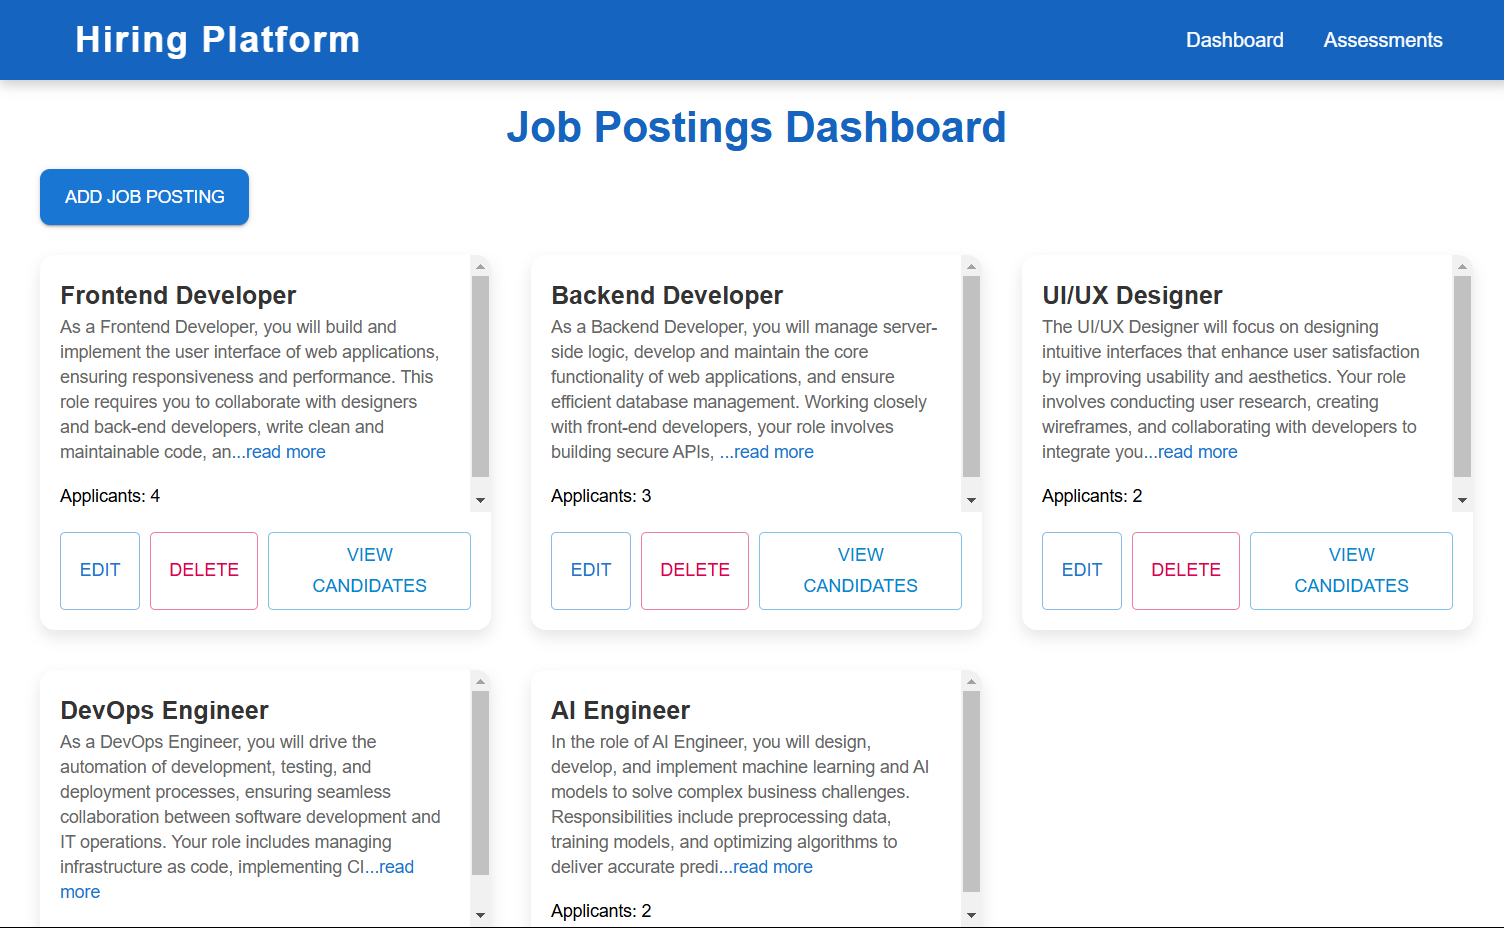 Hiring Platform
Dashboard
Assessments
Job Postings Dashboard
ADD JOB POSTING
Frontend Developer
As a Frontend Developer, you will build and
implement the user interface of web applications,
ensuring responsiveness and performance. This
role requires you to collaborate with designers
and back-end developers, write clean and
maintainable code, an...read more
Applicants: 4
EDIT
DELETE
VIEW
CANDIDATES
Backend Developer
As a Backend Developer, you will manage server-
side logic, develop and maintain the core
functionality of web applications, and ensure
efficient database management. Working closely
with front-end developers, your role involves
building secure APIs, ...read more
Applicants: 3
EDIT
DELETE
VIEW
CANDIDATES
UI/UX Designer
The UI/UX Designer will focus on designing
intuitive interfaces that enhance user satisfaction
by improving usability and aesthetics. Your role
involves conducting user research, creating
wireframes, and collaborating with developers to
integrate you...read more
Applicants: 2
EDIT
DELETE
VIEW
CANDIDATES
DevOps Engineer
As a DevOps Engineer, you will drive the
automation of development, testing, and
deployment processes, ensuring seamless
collaboration between software development and
IT operations. Your role includes managing
infrastructure as code, implementing CI...read
more
AI Engineer
In the role of AI Engineer, you will design,
develop, and implement machine learning and AI
models to solve complex business challenges.
Responsibilities include preprocessing data,
training models, and optimizing algorithms to
deliver accurate predi...read more
Applicants: 2